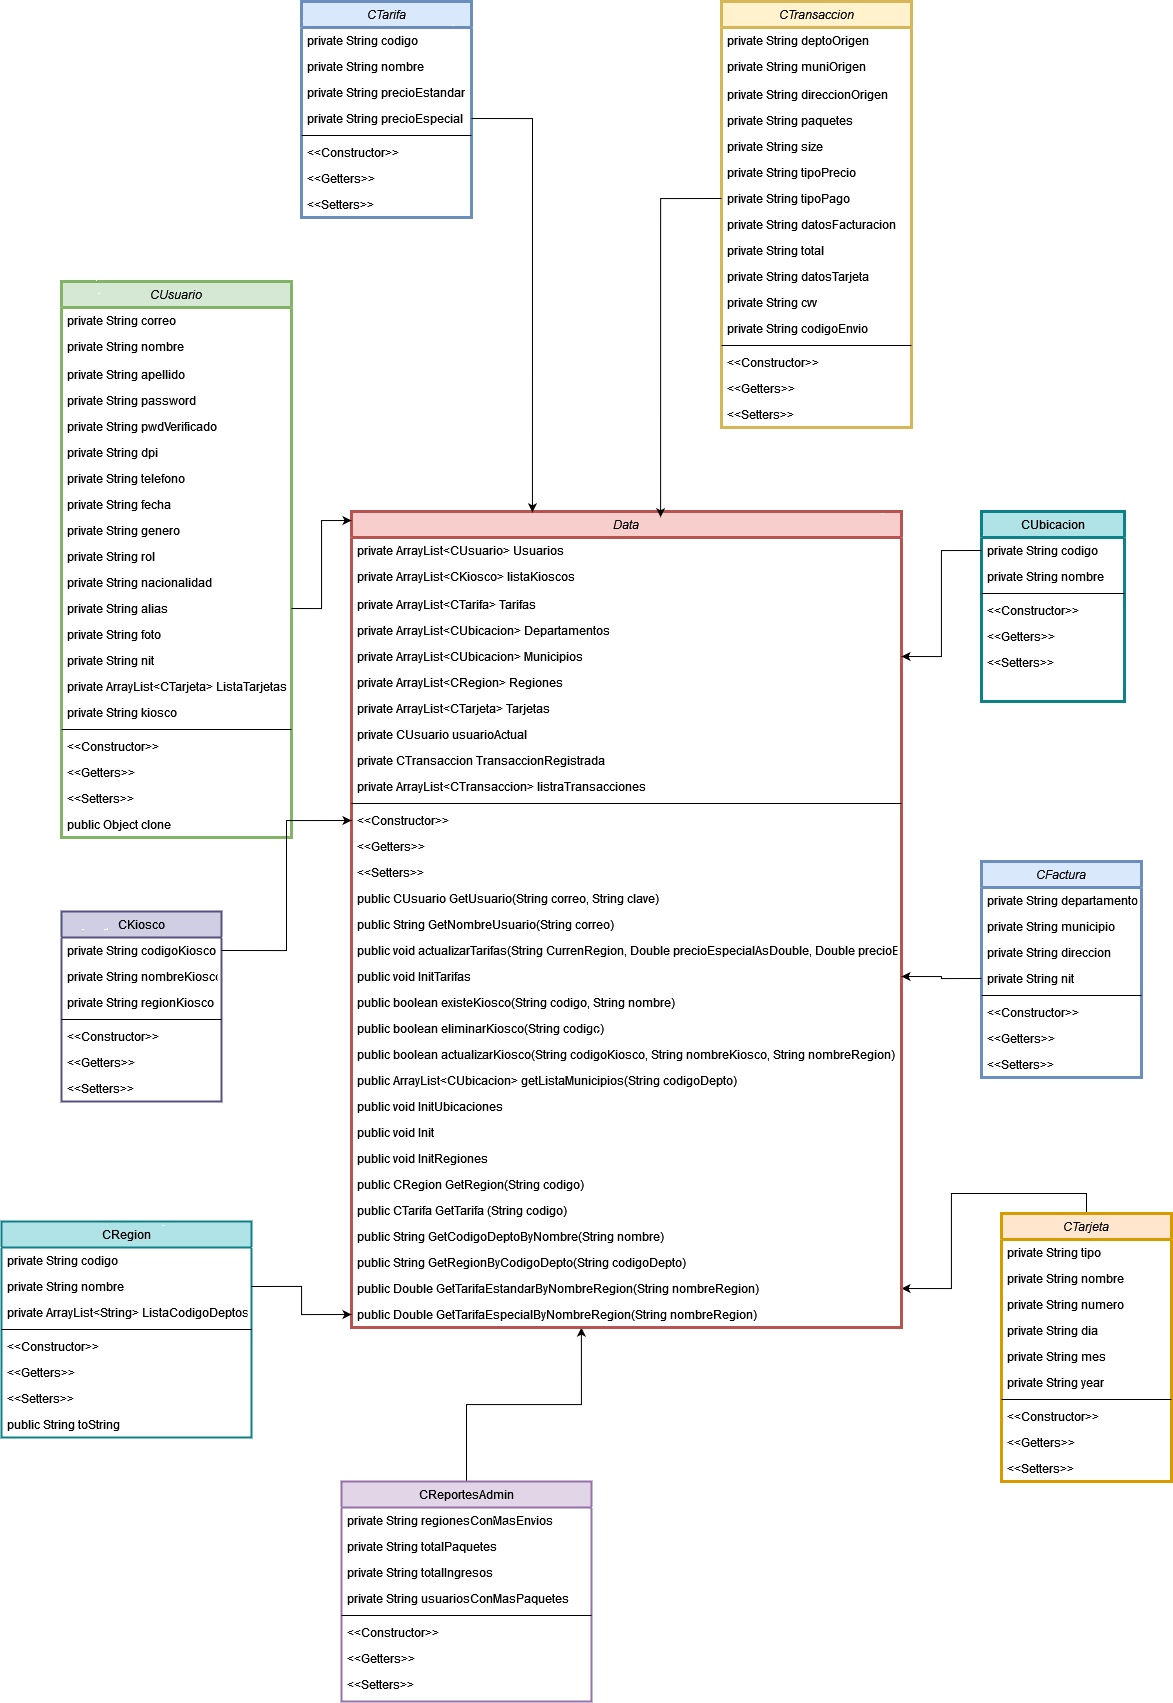 CTarifa
private String codigo
private String nombre
private String precioEstandar
private String precioEspecial
<<Constructor>>
<<Getters>>
<<Setters>>
CTransaccion
private String deptoOrigen
private String muniOrigen
private String direccionOrigen
private String paquetes
private String size
private String tipoPrecio
private String tipoPago
private String datosFacturacion
private String total
private String datosTarjeta
private String cvv
private String codigoEnvio
<<Constructor>>
<<Getters>>
<<Setters>>
CUsuario
private String correo
private String nombre
private String apellido
private String password
private String pwdVerificado
private String dpi
private String telefono
private String fecha
private String genero
private String rol
private String nacionalidad
private String alias
private String foto
private String nit
private ArrayList<CTarjeta> ListaTarjetas
private String kiosco
<<Constructor>>
<<Getters>>
<<Setters>>
public Object clone
Data
private ArrayList<CUsuario> Usuarios
private ArrayList<CKiosco> listaKioscos
private ArrayList<CTarifa> Tarifas
private ArrayList<CUbicacion> Departamentos
private ArrayList<CUbicacion> Municipios
private ArrayList<CRegion> Regiones
private ArrayList<CTarjeta> Tarjetas
private CUsuario usuarioActual
private CTransaccion TransaccionRegistrada
private ArrayList<CTransaccion> listraTransacciones
<<Constructor>>
<<Getters>>
<<Setters>>
public CUsuario GetUsuario(String correo, String clave)
public String GetNombreUsuario(String correo)
public void actualizarTarifas(String CurrenRegion, Double precioEspecialAsDouble, Double precioE
public void InitTarifas
public boolean existeKiosco(String codigo, String nombre)
public boolean eliminarKiosco(String codigo)
public boolean actualizarKiosco(String codigoKiosco, String nombreKiosco, String nombreRegion)
public ArrayList<CUbicacion> getListaMunicipios(String codigoDepto)
public void InitUbicaciones
public void Init
public void InitRegiones
public CRegion GetRegion(String codigo)
public CTarifa GetTarifa (String codigo)
public String GetCodigoDeptoByNombre(String nombre)
public String GetRegionByCodigoDepto(String codigoDepto)
public Double GetTarifaEstandarByNombreRegion(String nombreRegion)
public Double GetTarifaEspecialByNombreRegion(String nombreRegion)
CUbicacion
private String codigo
private String nombre
<<Constructor>>
<<Getters>>
<<Setters>>
CFactura
private String departamento
private String municipio
private String direccion
private String nit
<<Constructor>>
<<Getters>>
<<Setters>>
CKiosco
private String codigoKiosco
private String nombreKiosco
private String regionKiosco
<<Constructor>>
<<Getters>>
<<Setters>>
CRegion
private String codigo
private String nombre
private ArrayList<String> ListaCodigoDeptos
<<Constructor>>
<<Getters>>
<<Setters>>
public String toString
CTarjeta
private String tipo
private String nombre
private String numero
private String dia
private String mes
private String year
<<Constructor>>
<<Getters>>
<<Setters>>
CReportesAdmin
private String regionesConMasEnvios
private String totalPaquetes
private String totalIngresos
private String usuariosConMasPaquetes
<<Constructor>>
<<Getters>>
<<Setters>>